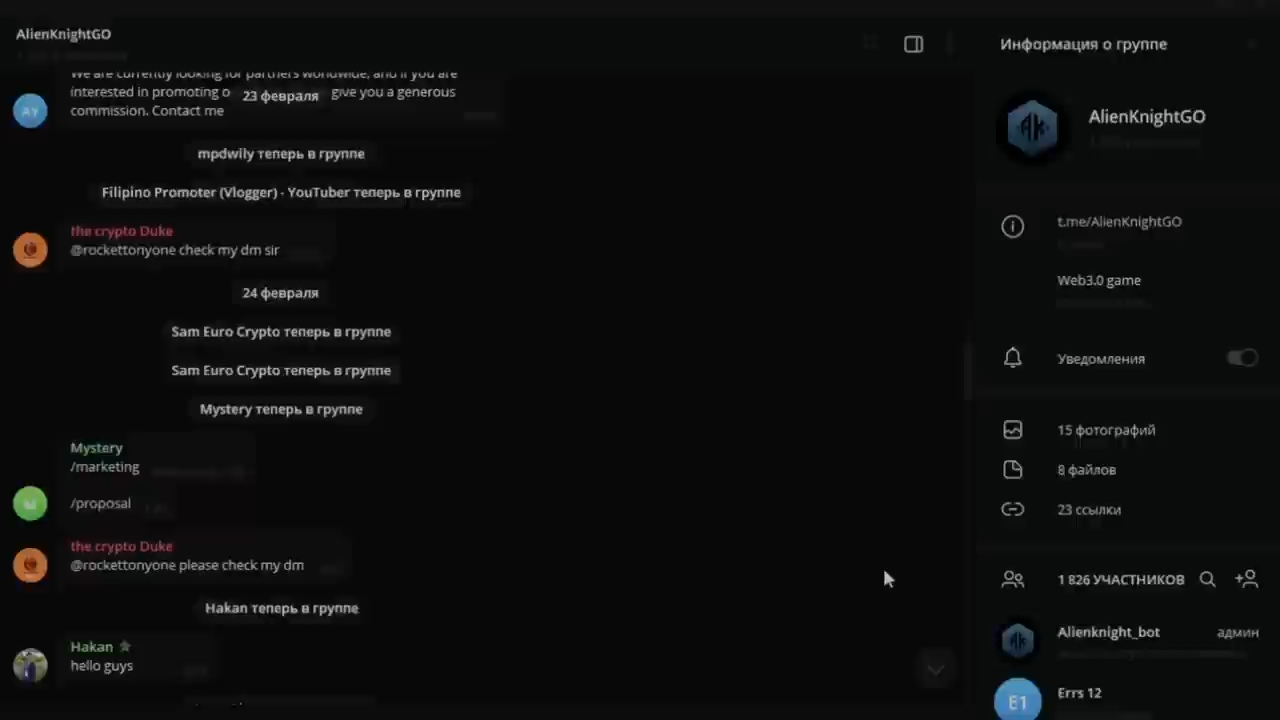 AlienKnightGO
We are currently looking for partners worldwide, and if you are
interested in promoting o
23 февраля
give you a generous
commission. Contact me
AY
mpdwily теперь в группе
Filipino Promoter (Vlogger) - YouTuber теперь в группе
the crypto Duke
@rockettonyone check my dm sir
24 февраля
Sam Euro Crypto теперь в группе
Sam Euro Crypto теперь в группе
Mystery теперь в группе
Mystery
/marketing
M
/proposal
the crypto Duke
@rockettonyone please check my dm
Hakan теперь в группе
Hakan
hello guys
Информация о группе
AlienKnightGO
t.me/AlienKnightGO
Web3.0 game
Уведомления
15 фотографий
8 файлов
23 ссылки
1 826 УЧАСТНИКОВ
Alienknight_bot
админ
Errs 12
E1